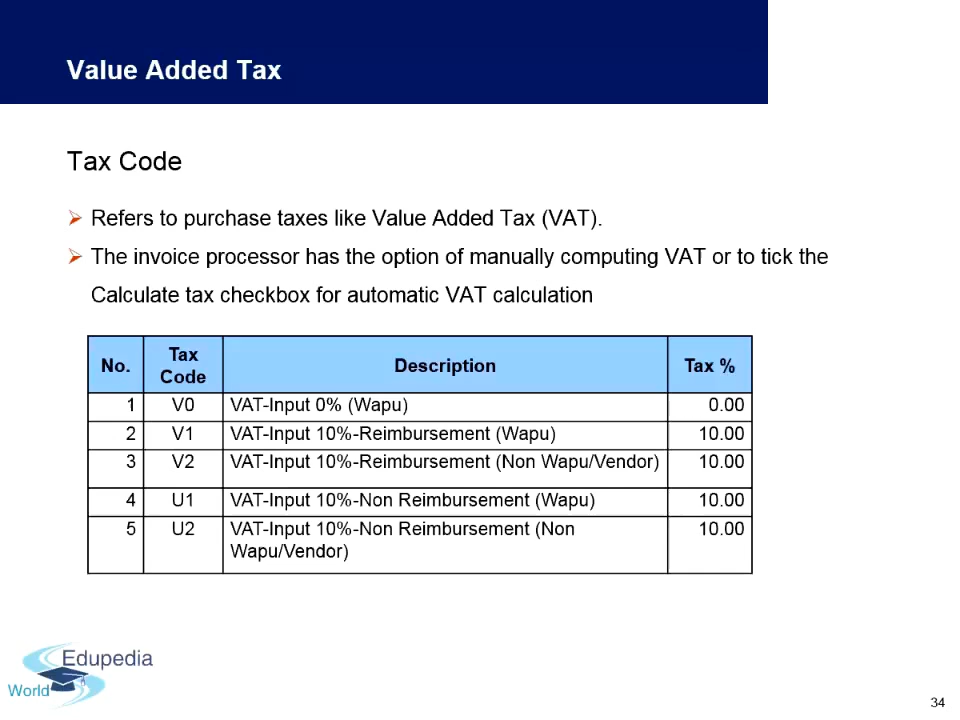 Value Added Tax
Tax Code
Refers to purchase taxes like Value Added Tax (VAT).
The invoice processor has the option of manually computing VAT or to tick the
Calculate tax checkbox for automatic VAT calculation
No. Tax Code Description Tax %
1 V0 VAT-Input 0% (Wapu) 0.00
2 V1 VAT-Input 10%-Reimbursement (Wapu) 10.00
3 V2 VAT-Input 10%-Reimbursement (Non Wapu/Vendor) 10.00
4 U1 VAT-Input 10%-Non Reimbursement (Wapu) 10.00
5 U2 VAT-Input 10%-Non Reimbursement (Non 10.00
Wapu/Vendor)
Edupedia
World
34